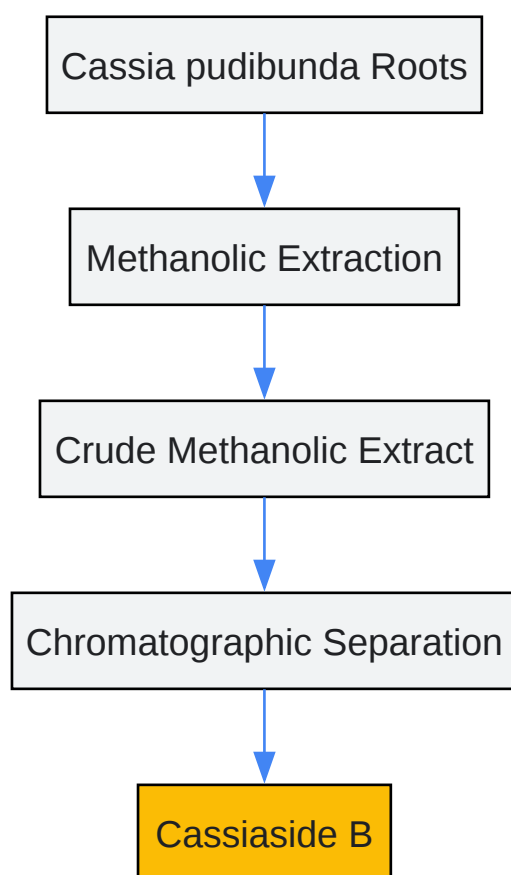 Cassia pudibunda Roots
Methanolic Extraction
Crude Methanolic Extract
Chromatographic Separation
Cassiaside B